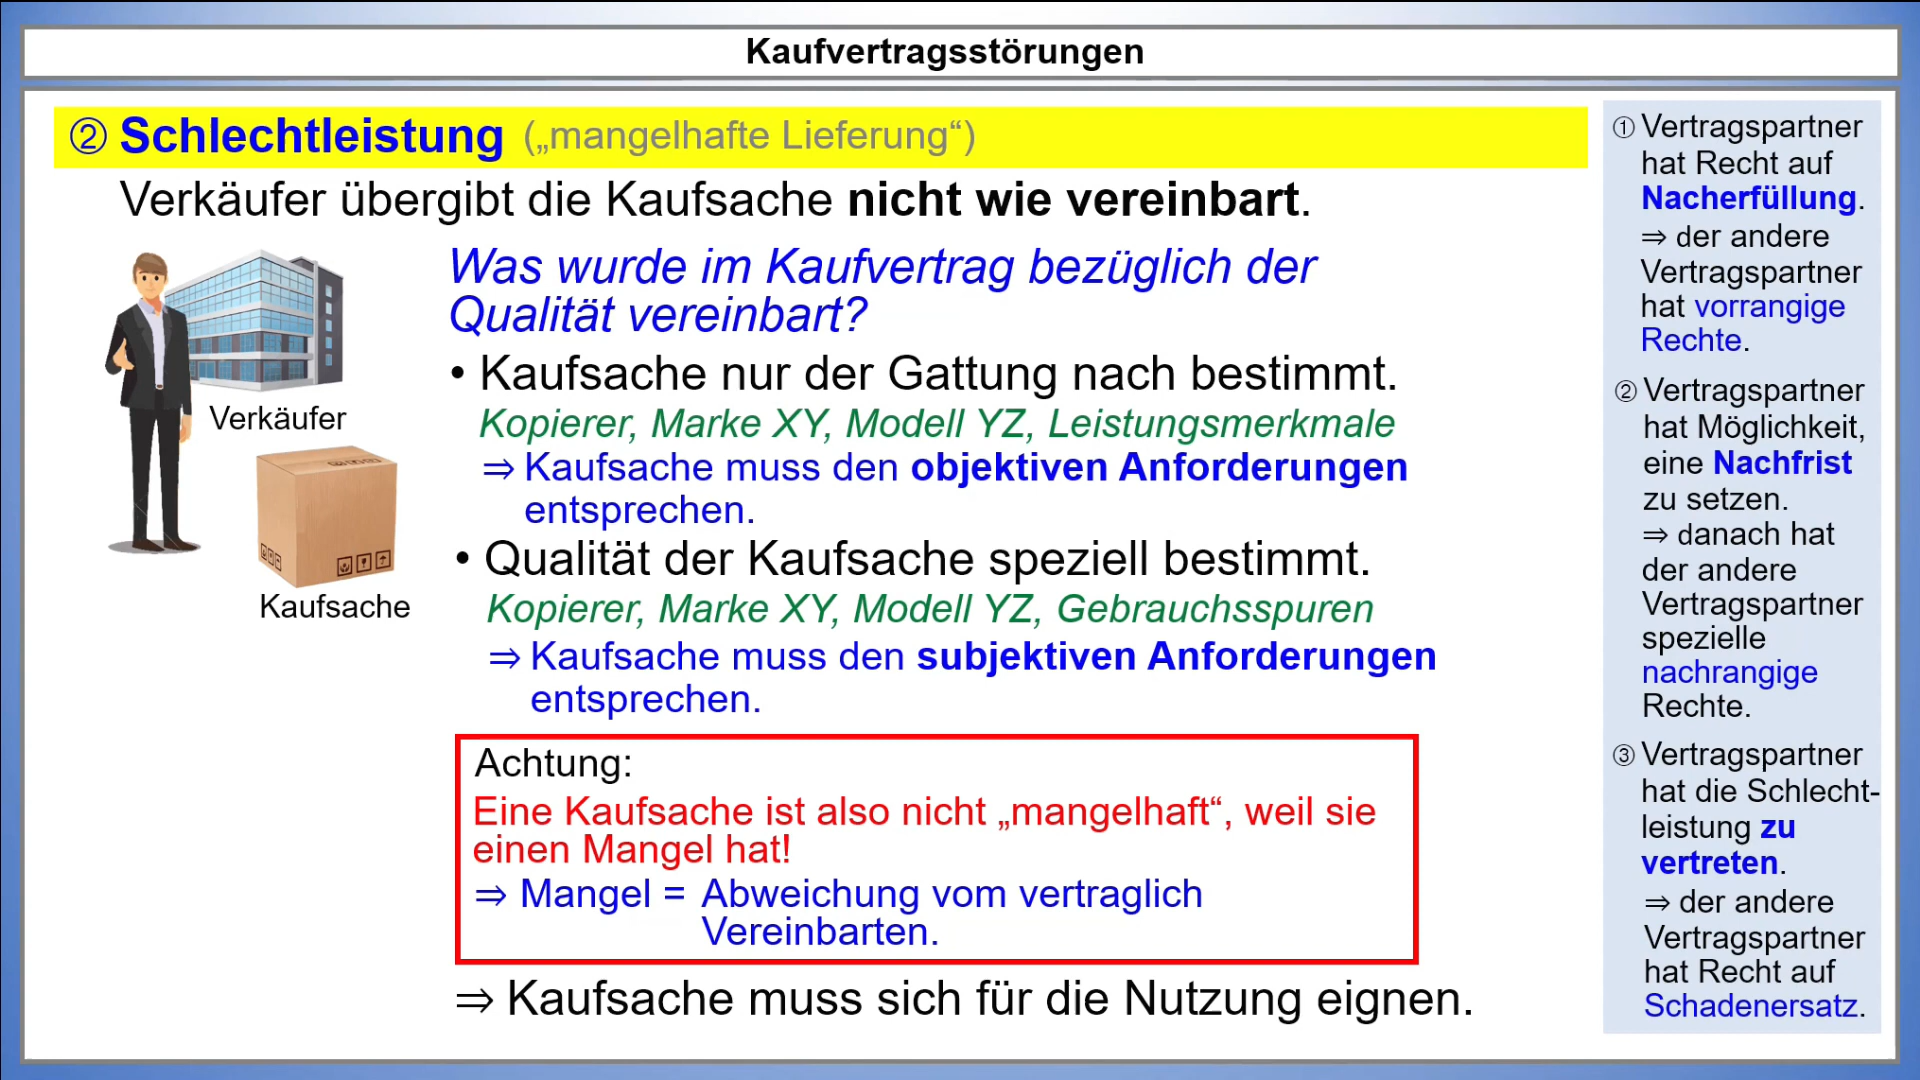 Kaufvertragsstörungen
② Schlechtleistung („mangelhafte Lieferung“)
Verkäufer übergibt die Kaufsache nicht wie vereinbart.
Verkäufer
Kaufsache
Was wurde im Kaufvertrag bezüglich der
Qualität vereinbart?
• Kaufsache nur der Gattung nach bestimmt.
Kopierer, Marke XY, Modell YZ, Leistungsmerkmale
⇒ Kaufsache muss den objektiven Anforderungen
entsprechen.
• Qualität der Kaufsache speziell bestimmt.
Kopierer, Marke XY, Modell YZ, Gebrauchsspuren
⇒ Kaufsache muss den subjektiven Anforderungen
entsprechen.
Achtung:
Eine Kaufsache ist also nicht „mangelhaft“, weil sie
einen Mangel hat!
⇒ Mangel = Abweichung vom vertraglich
Vereinbarten.
⇒ Kaufsache muss sich für die Nutzung eignen.
① Vertragspartner
hat Recht auf
Nacherfüllung.
⇒ der andere
Vertragspartner
hat vorrangige
Rechte.
② Vertragspartner
hat Möglichkeit,
eine Nachfrist
zu setzen.
⇒ danach hat
der andere
Vertragspartner
spezielle
nachrangige
Rechte.
③ Vertragspartner
hat die Schlecht-
leistung zu
vertreten.
⇒ der andere
Vertragspartner
hat Recht auf
Schadenersatz.